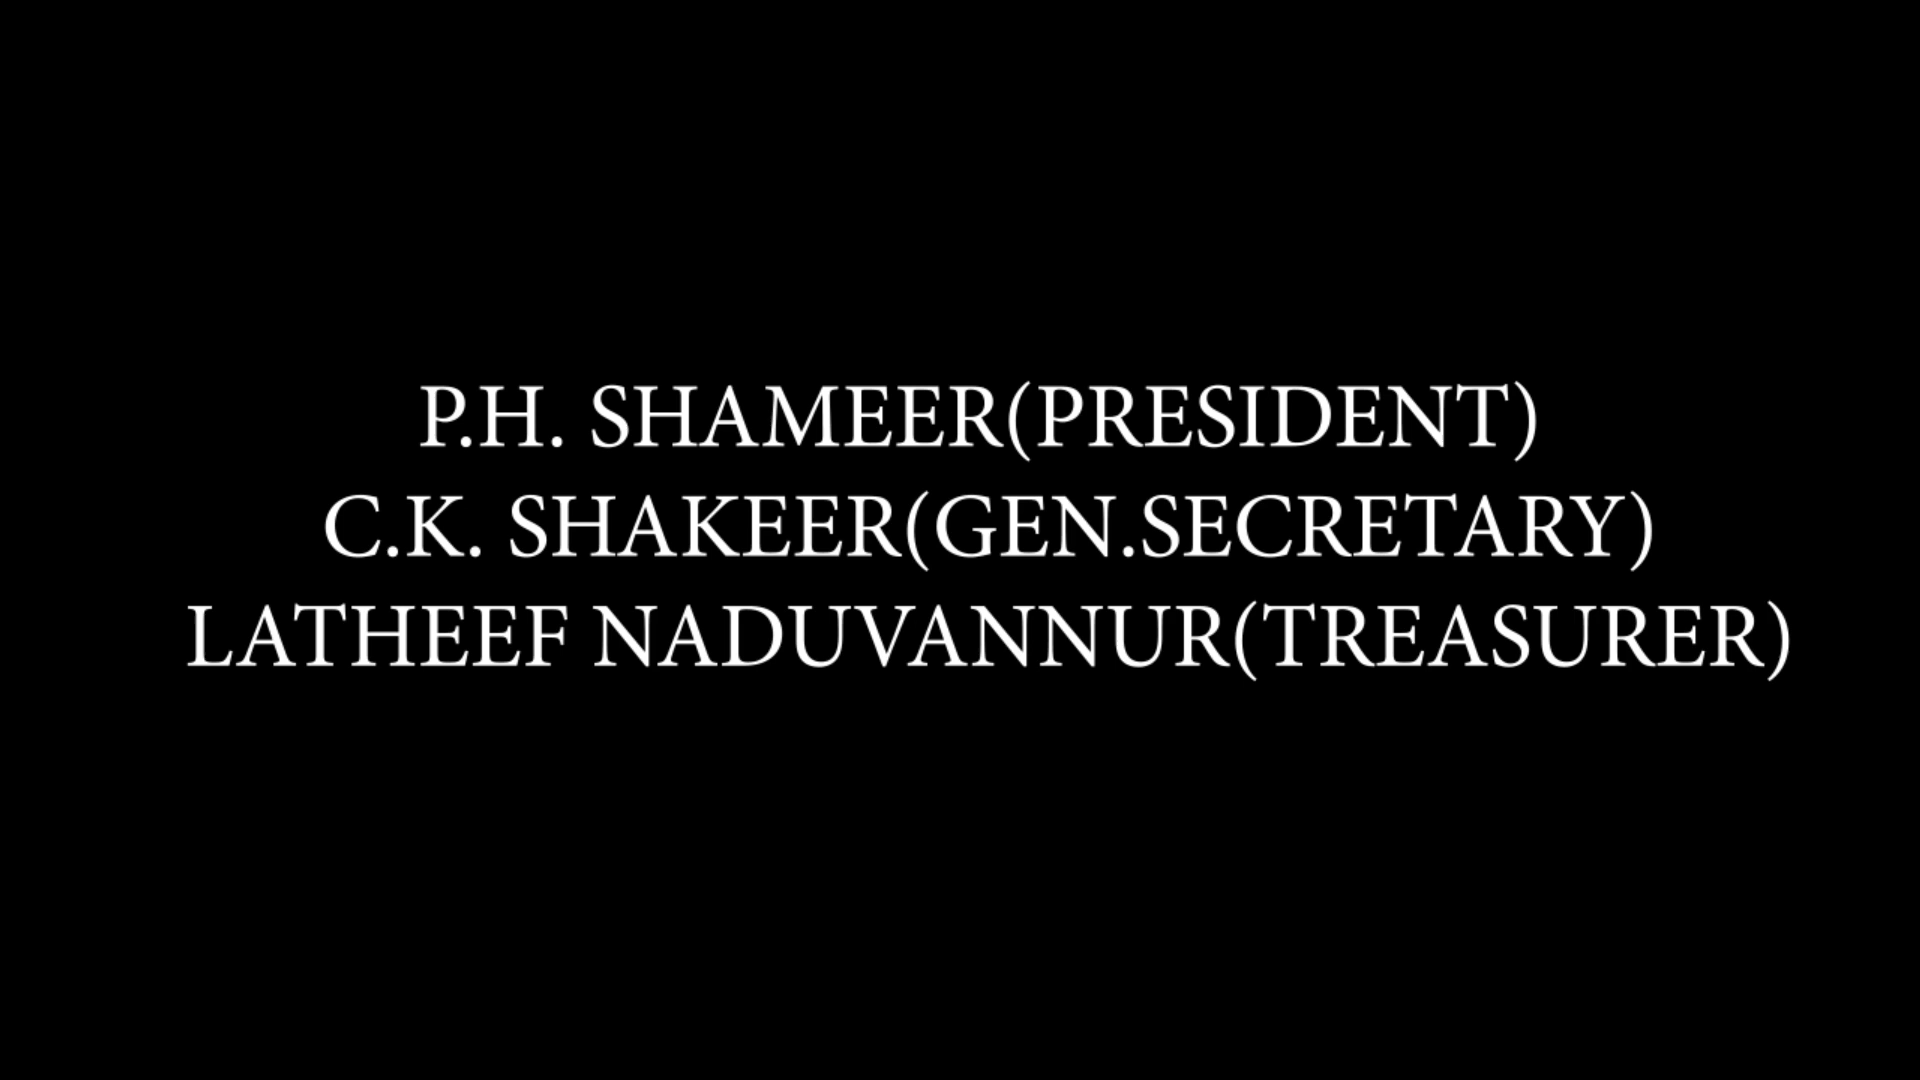 P.H. SHAMEER(PRESIDENT)
C.K. SHAKEER(GEN.SECRETARY)
LATHEEF NADUVANNUR(TREASURER)